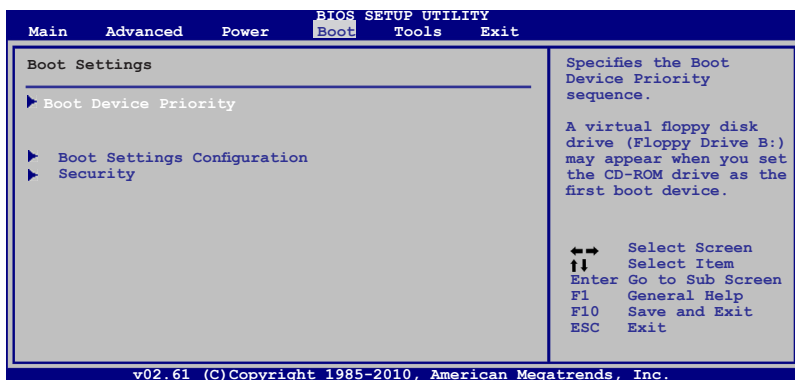 BIOS SETUP UTILITY
Main Advanced Power Boot Tools Exit
Boot Settings
Boot Device Priority
Boot Settings Configuration
Security
Specifies the Boot
Device Priority
sequence.
A virtual floppy disk
drive (Floppy Drive B:)
may appear when you set
the CD-ROM drive as the
first boot device.
←→ Select Screen
↑↓ Select Item
Enter Go to Sub Screen
F1 General Help
F10 Save and Exit
ESC Exit
v02.61 (C)Copyright 1985-2010, American Megatrends, Inc.